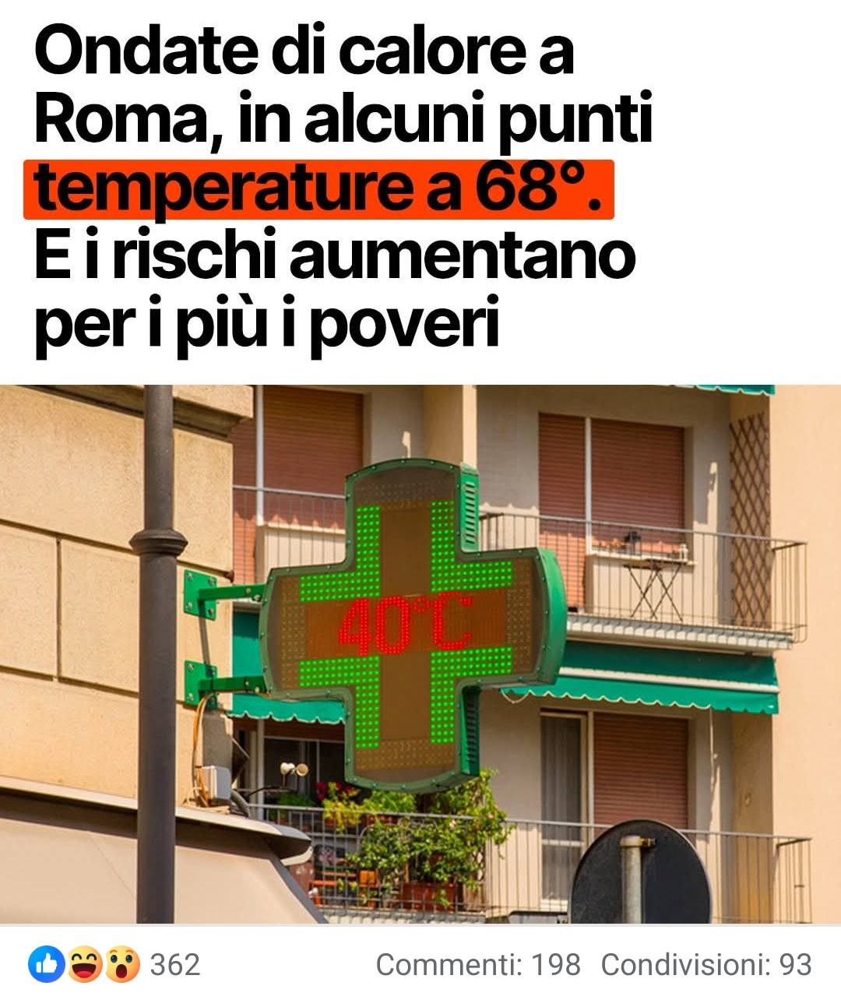 Ondate di calore a
Roma, in alcuni punti
temperature a 68°.
E i rischi aumentano
per i più i poveri
40°C
362
Commenti: 198 Condivisioni: 93